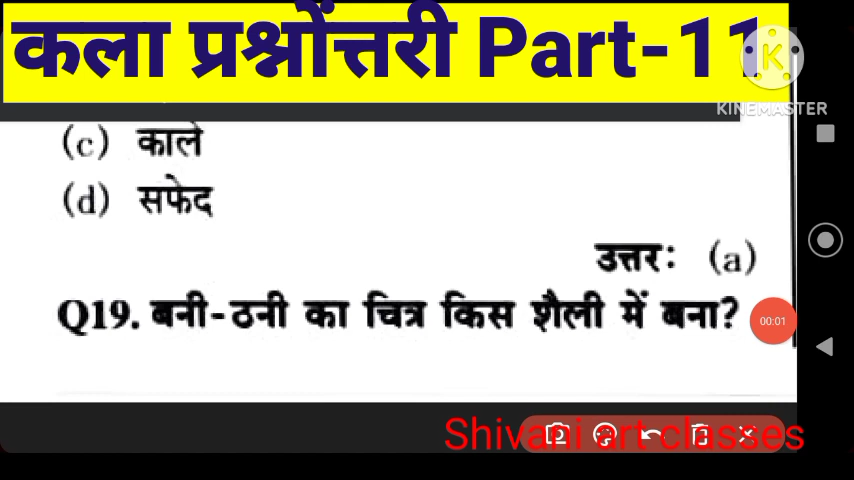 कला प्रश्नोंत्तरी Part-11
KINEMASTER
(c) काले
(d) सफेद
उत्तरः (a)
Q19. बनी-ठनी का चित्र किस शैली में बना?
00:01
Shivani art classes